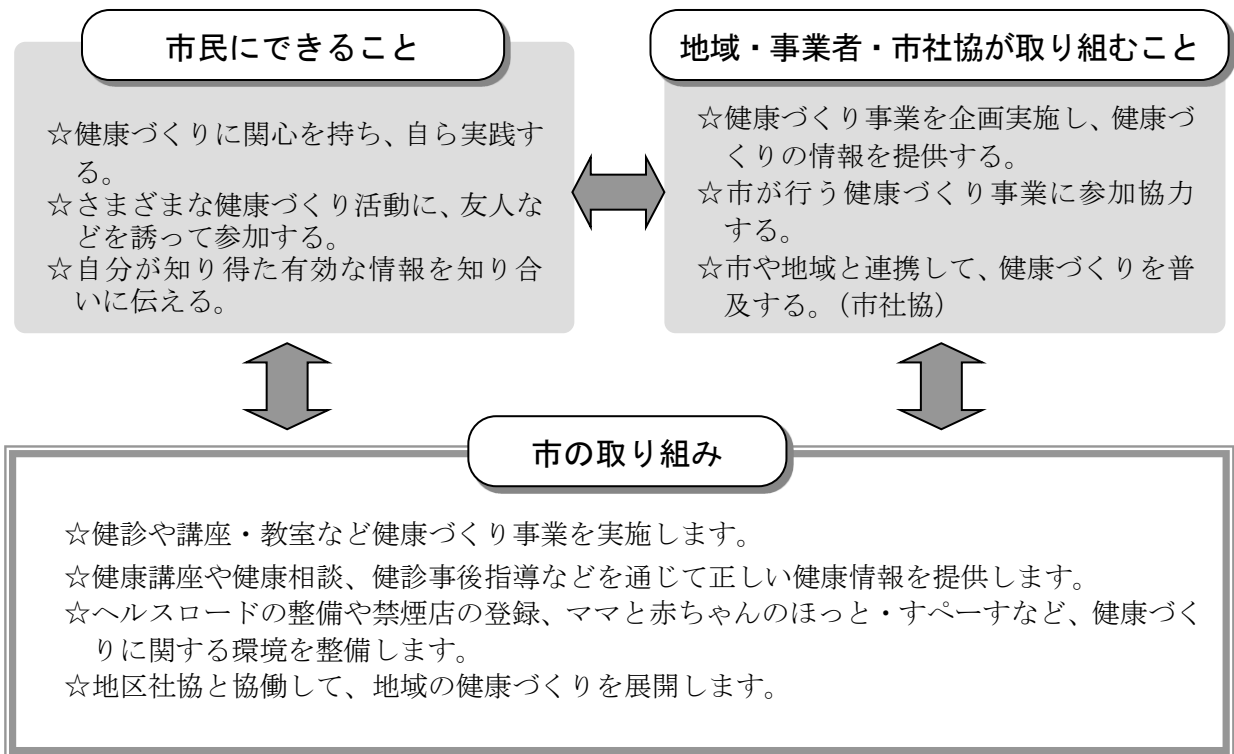 市民にできること
☆健康づくりに関心を持ち、自ら実践す
る。
☆さまざまな健康づくり活動に、友人な
どを誘って参加する。
☆自分が知り得た有効な情報を知り合
いに伝える。
地域・事業者・市社協が取り組むこと
☆健康づくり事業を企画実施し、健康づ
くりの情報を提供する。
☆市が行う健康づくり事業に参加協力
する。
☆市や地域と連携して、健康づくりを普
及する。（市社協）
市の取り組み
☆健診や講座・教室など健康づくり事業を実施します。
☆健康講座や健康相談、健診事後指導などを通じて正しい健康情報を提供します。
☆ヘルスロードの整備や禁煙店の登録、ママと赤ちゃんのほっと・すぺーすなど、健康づく
りに関する環境を整備します。
☆地区社協と協働して、地域の健康づくりを展開します。